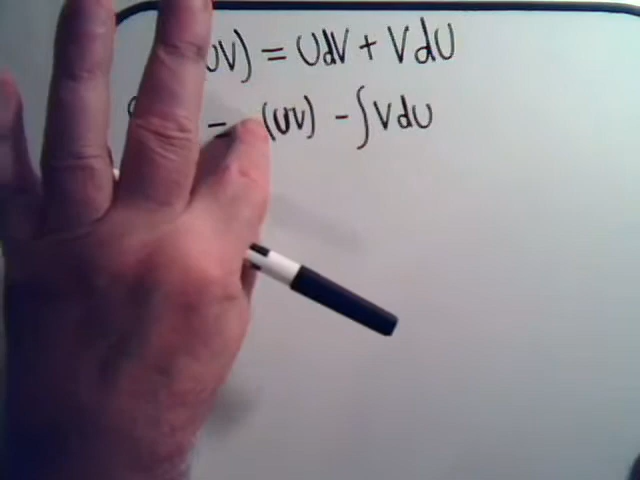 UV) = UdV + VdU
= (UV) - ∫VdU